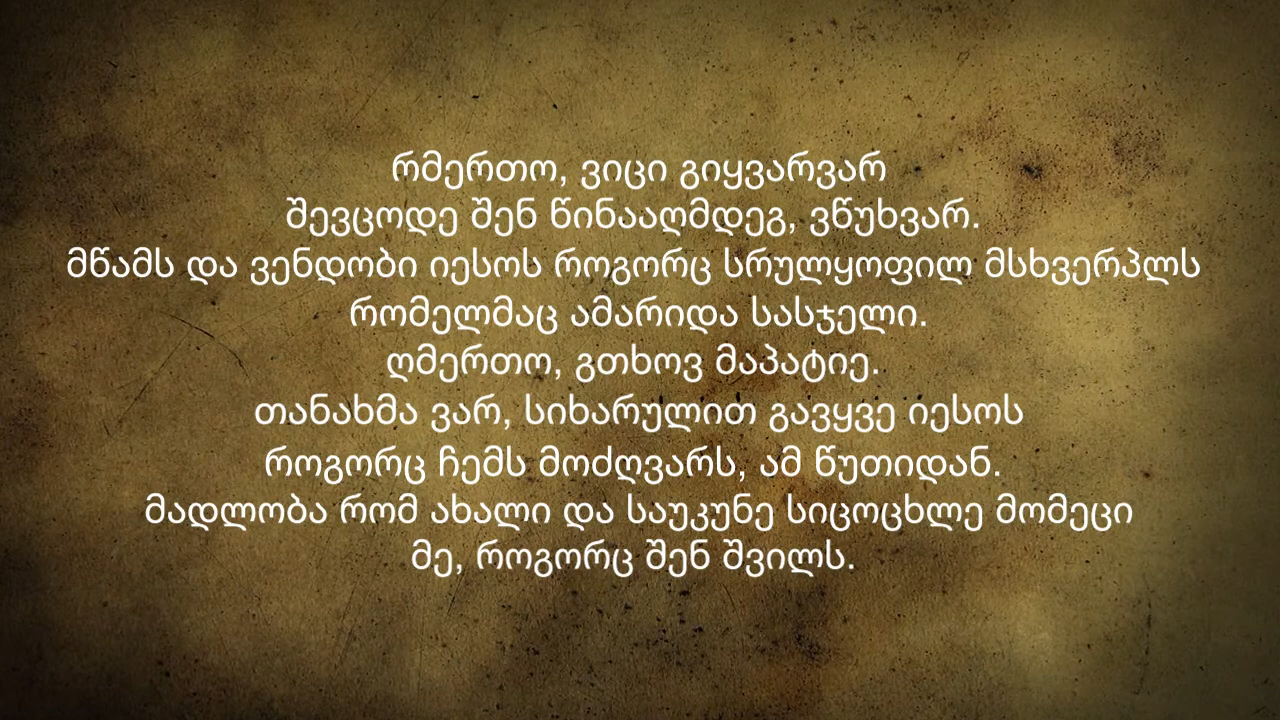 რმერთო, ვიცი გიყვარვარ
შევცოდე შენ წინააღმდეგ, ვწუხვარ.
მწამს და ვენდობი იესოს როგორც სრულყოფილ მსხვერპლს
რომელმაც ამარიდა სასჯელი.
ღმერთო, გთხოვ მაპატიე.
თანახმა ვარ, სიხარულით გავყვე იესოს
როგორც ჩემს მოძღვარს, ამ წუთიდან.
მადლობა რომ ახალი და საუკუნე სიცოცხლე მომეცი
მე, როგორც შენ შვილს.